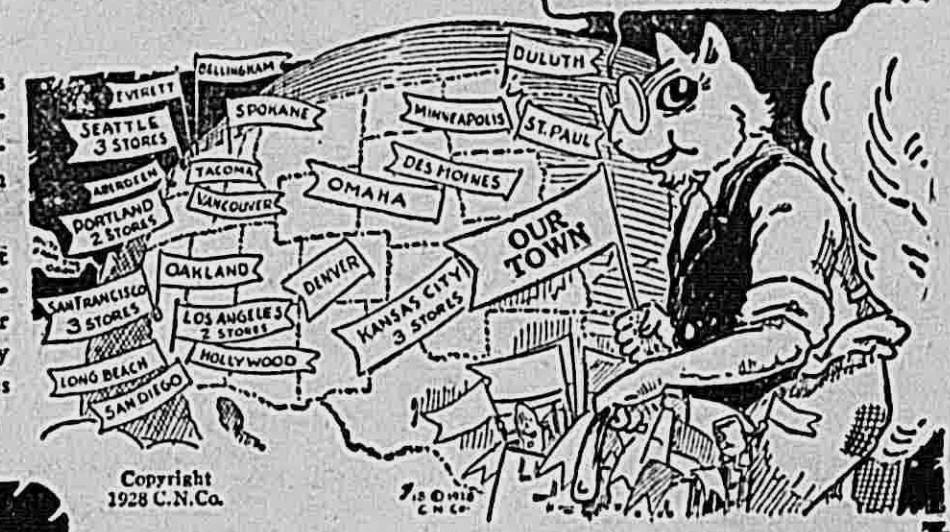 BELLINGHAM
EVERETT
SEATTLE
3 STORES
SPOKANE
DULUTH
MINNEAPOLIS
ST. PAUL
ABERDEEN
TACOMA
VANCOUVER
PORTLAND
2 STORES
OMAHA
DES MOINES
OUR
TOWN
OAKLAND
DENVER
KANSAS CITY
3 STORES
SAN FRANCISCO
3 STORES
LOS ANGELES
2 STORES
HOLLYWOOD
LONG BEACH
SAN DIEGO
Copyright
1928 C.N.Co.
© 1928
C N CO.